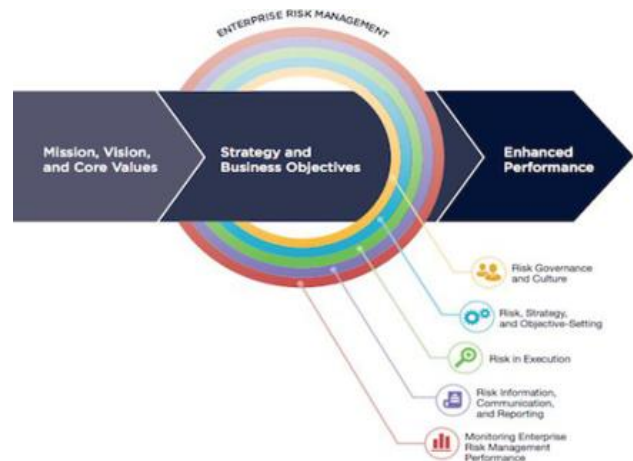 ENTERPRISE RISK MANAGEMENT
Mission, Vision,
and Core Values
Strategy and
Business Objectives
Enhanced
Performance
Risk Governance
and Culture
Risk, Strategy,
and Objective-Setting
Risk in Execution
Risk Information,
Communication,
and Reporting
Monitoring Enterprise
Risk Management
Performance